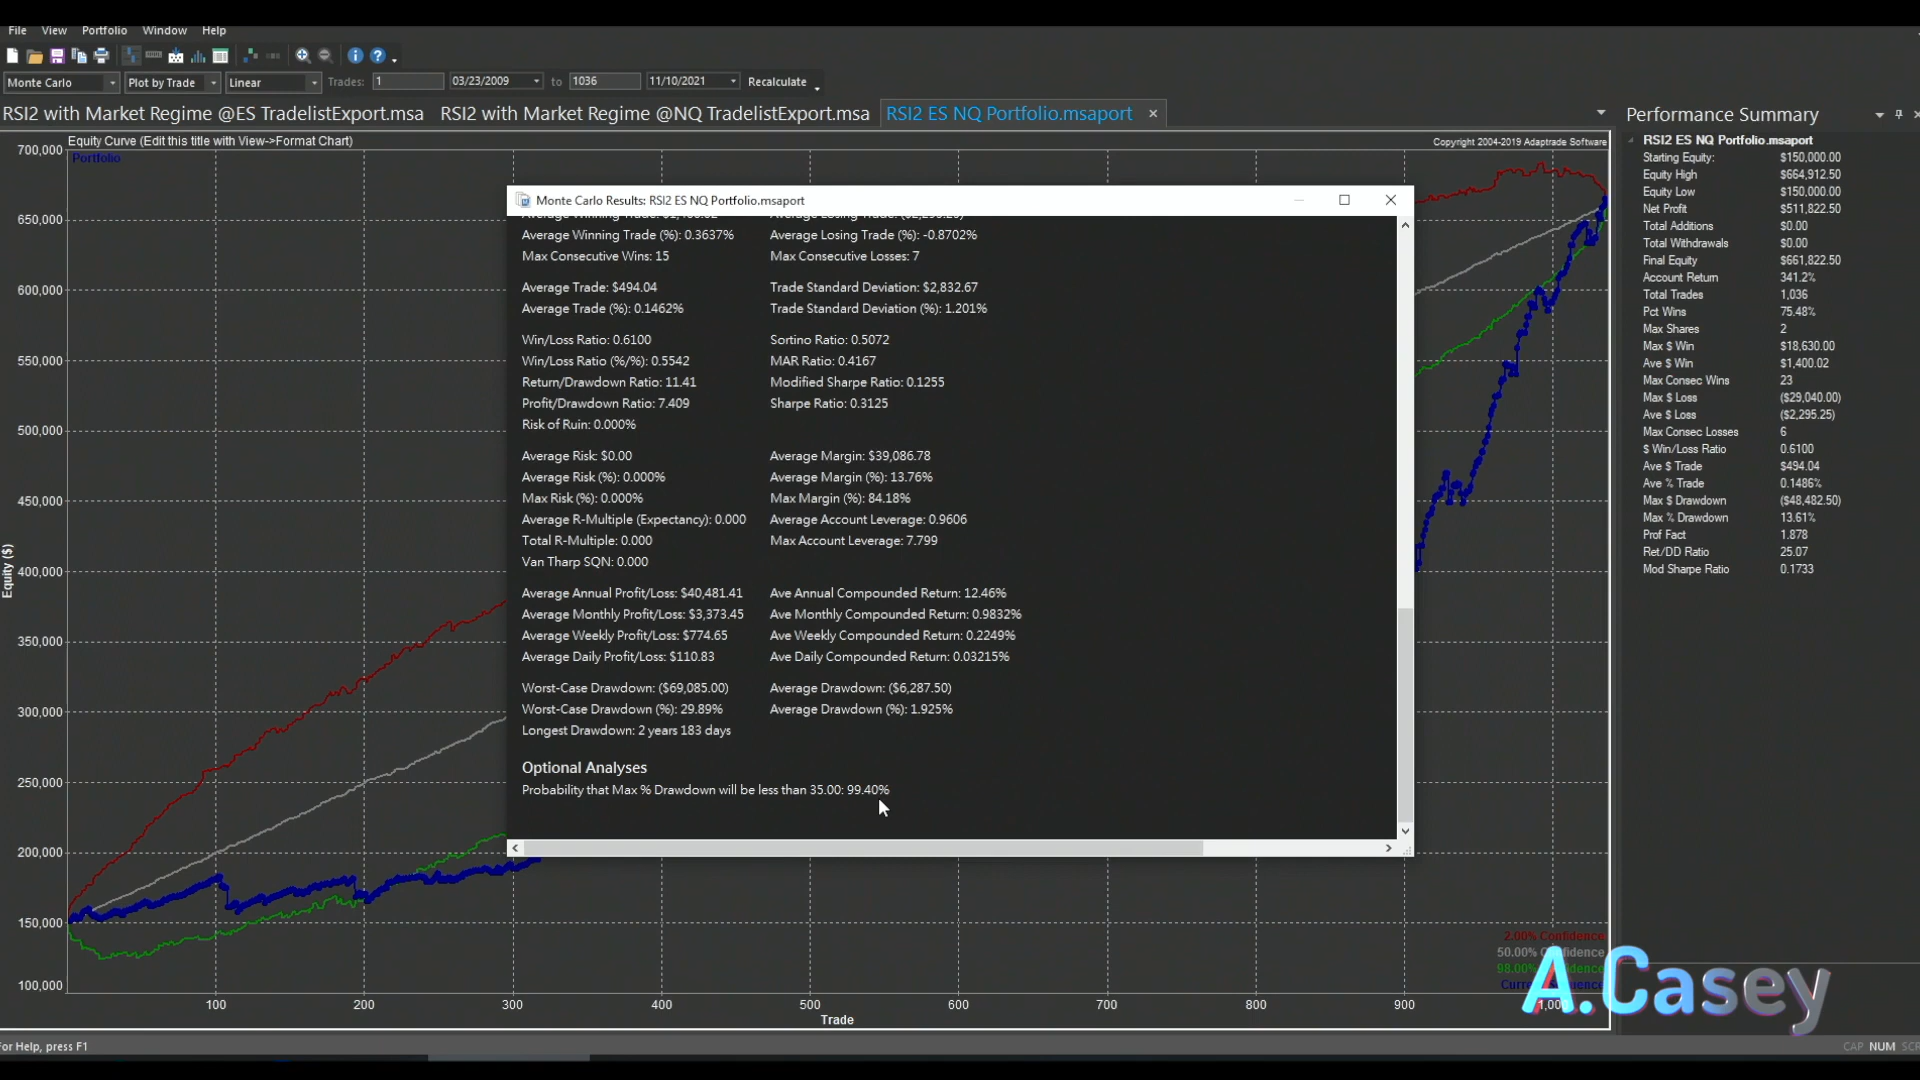 File View Portfolio Window Help
Monte Carlo Plot by Trade Linear Trades: 1 03/23/2009 to 1036 11/10/2021 Recalculate
RSI2 with Market Regime @ES TradelistExport.msa RSI2 with Market Regime @NQ TradelistExport.msa RSI2 ES NQ Portfolio.msaport
Equity Curve (Edit this title with View->Format Chart)
Copyright 2004-2019 Adaptrade Software
Portfolio
700,000
650,000
600,000
550,000
500,000
450,000
400,000
350,000
300,000
250,000
200,000
150,000
100,000
Equity ($)
100 200 300 400 500 600 700 800 900 1,000
Trade
2.00% Confidence
50.00%
98.00%
Monte Carlo Results: RSI2 ES NQ Portfolio.msaport
Average Winning Trade (%): 0.3637% Average Losing Trade (%): -0.8702%
Max Consecutive Wins: 15 Max Consecutive Losses: 7
Average Trade: $494.04 Trade Standard Deviation: $2,832.67
Average Trade (%): 0.1462% Trade Standard Deviation (%): 1.201%
Win/Loss Ratio: 0.6100 Sortino Ratio: 0.5072
Win/Loss Ratio (%/%): 0.5542 MAR Ratio: 0.4167
Return/Drawdown Ratio: 11.41 Modified Sharpe Ratio: 0.1255
Profit/Drawdown Ratio: 7.409 Sharpe Ratio: 0.3125
Risk of Ruin: 0.000%
Average Risk: $0.00 Average Margin: $39,086.78
Average Risk (%): 0.000% Average Margin (%): 13.76%
Max Risk (%): 0.000% Max Margin (%): 84.18%
Average R-Multiple (Expectancy): 0.000 Average Account Leverage: 0.9606
Total R-Multiple: 0.000 Max Account Leverage: 7.799
Van Tharp SQN: 0.000
Average Annual Profit/Loss: $40,481.41 Ave Annual Compounded Return: 12.46%
Average Monthly Profit/Loss: $3,373.45 Ave Monthly Compounded Return: 0.9832%
Average Weekly Profit/Loss: $774.65 Ave Weekly Compounded Return: 0.2249%
Average Daily Profit/Loss: $110.83 Ave Daily Compounded Return: 0.03215%
Worst-Case Drawdown: ($69,085.00) Average Drawdown: ($6,287.50)
Worst-Case Drawdown (%): 29.89% Average Drawdown (%): 1.925%
Longest Drawdown: 2 years 183 days
Optional Analyses
Probability that Max % Drawdown will be less than 35.00: 99.40%
Performance Summary
RSI2 ES NQ Portfolio.msaport
Starting Equity: $150,000.00
Equity High $664,912.50
Equity Low $150,000.00
Net Profit $511,822.50
Total Additions $0.00
Total Withdrawals $0.00
Final Equity $661,822.50
Account Return 341.2%
Total Trades 1,036
Pct Wins 75.48%
Max Shares 2
Max $ Win $18,630.00
Ave $ Win $1,400.02
Max Consec Wins 23
Max $ Loss ($29,040.00)
Ave $ Loss ($2,295.25)
Max Consec Losses 6
$ Win/Loss Ratio 0.6100
Ave $ Trade $494.04
Ave % Trade 0.1486%
Max $ Drawdown ($48,482.50)
Max % Drawdown 13.61%
Prof Fact 1.878
Ret/DD Ratio 25.07
Mod Sharpe Ratio 0.1733
A.Casey
For Help, press F1
CAP NUM SCR